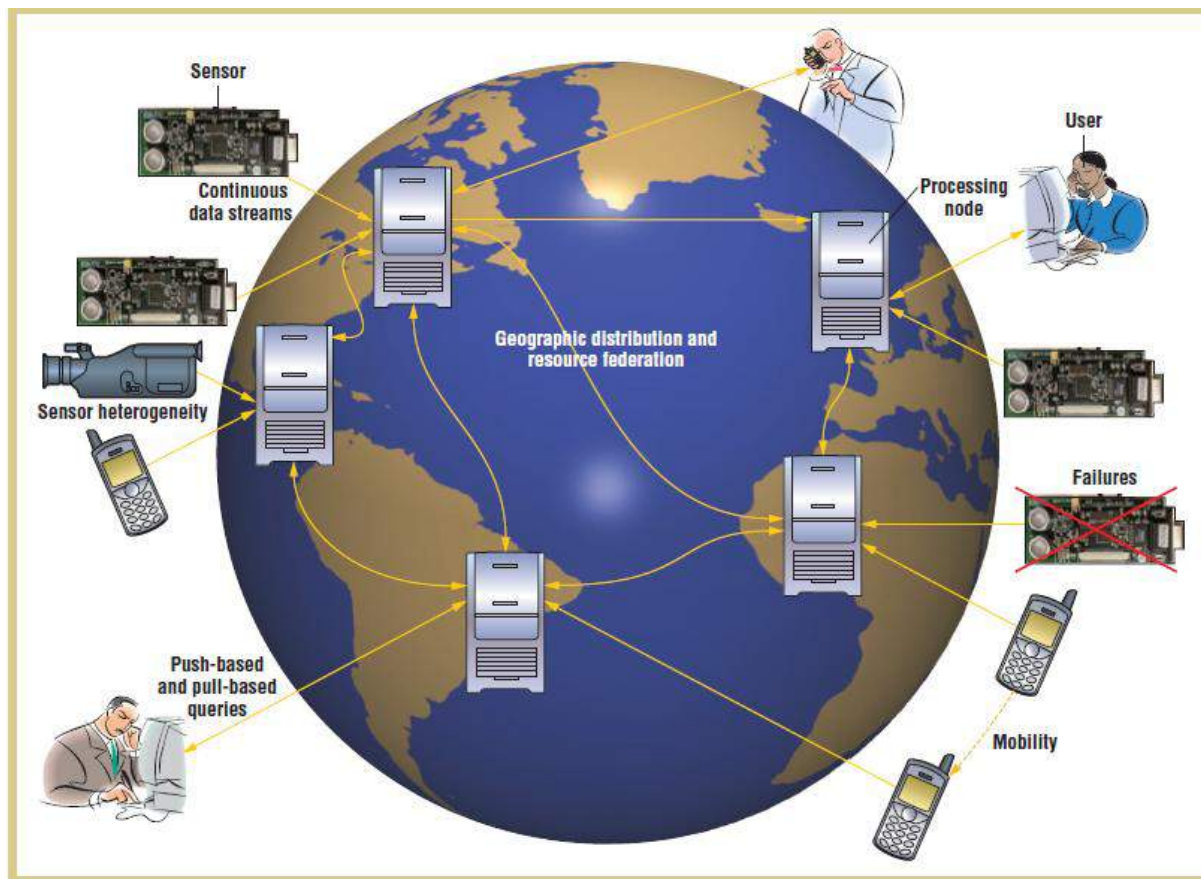 Sensor
User
Continuous
data streams
Processing
node
Geographic distribution and
resource federation
Sensor heterogeneity
Failures
Push-based
and pull-based
queries
Mobility